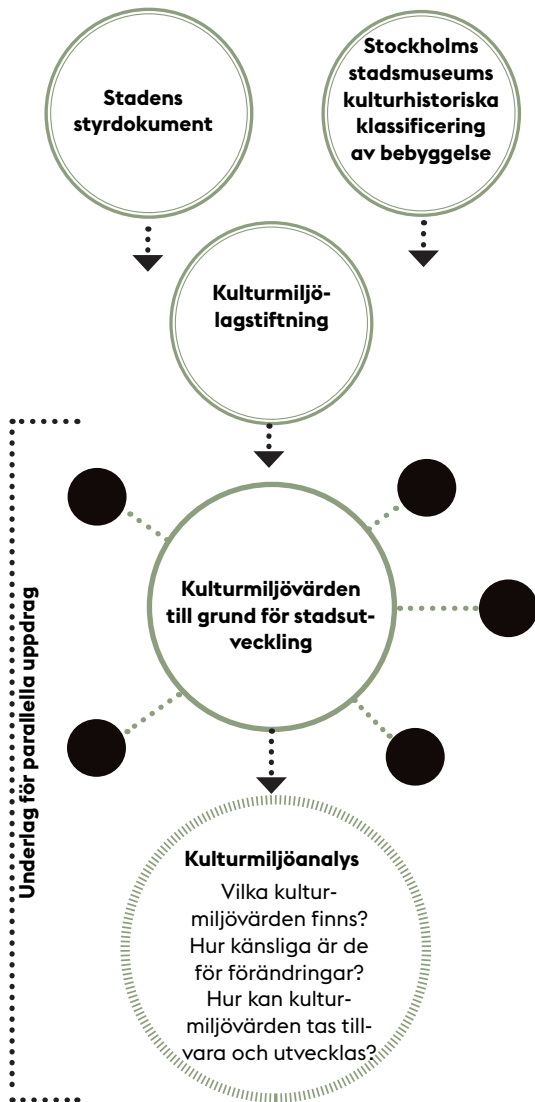 Stadens
styrdokument
Stockholms
stadsmuseums
kulturhistoriska
klassificering
av bebyggelse
Kulturmiljö-
lagstiftning
Underlag för parallella uppdrag
Kulturmiljövärden
till grund för stadsut-
veckling
Kulturmiljöanalys
Vilka kultur-
miljövärden finns?
Hur känsliga är de
för förändringar?
Hur kan kultur-
miljövärden tas till-
vara och utvecklas?